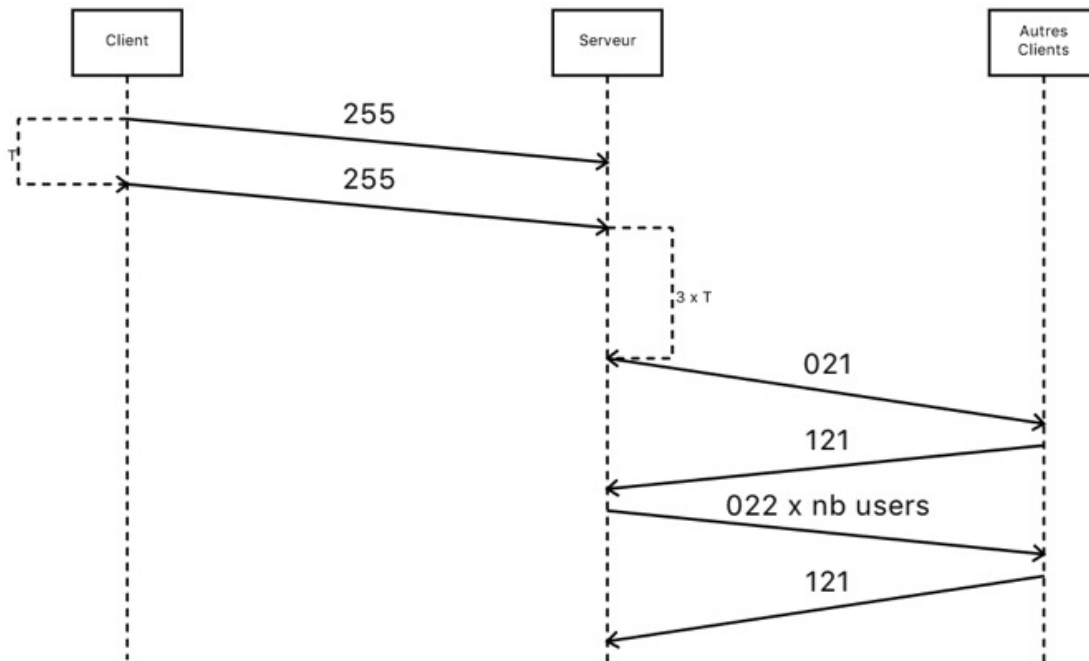 Client
Serveur
Autres
Clients
255
T
255
3 x T
021
121
022 x nb users
121